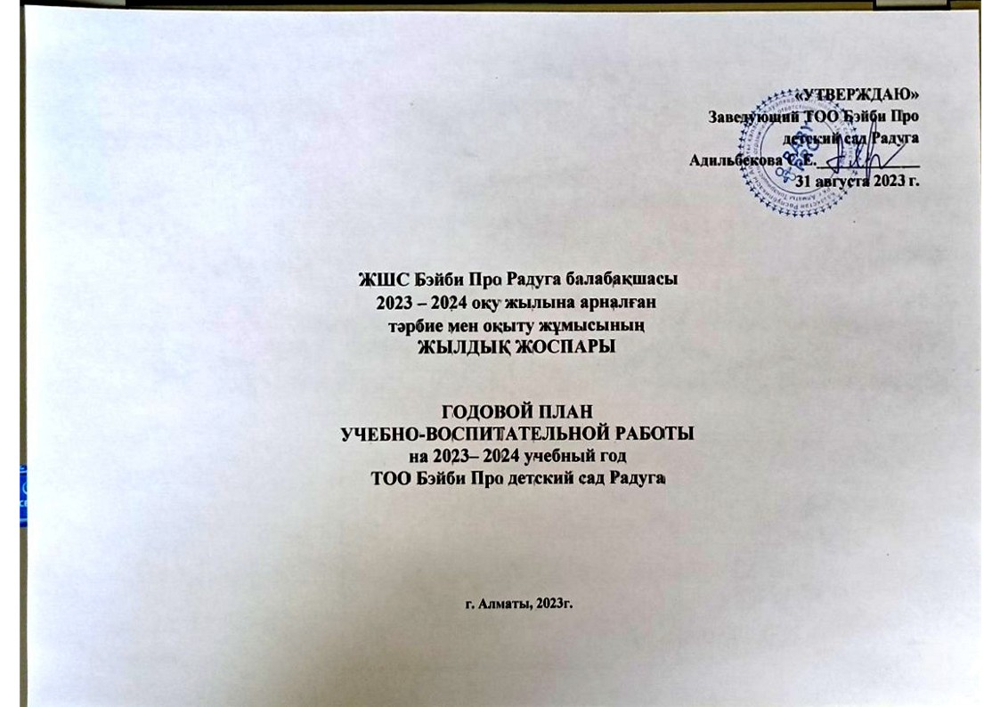 «УТВЕРЖДАЮ»
Заведующий ТОО Бэйби Про
детский сад Радуга
Адильбекова С.Е.
31 августа 2023 г.
BABY
PRO
ЖШС Бэйби Про Радуга балабақшасы
2023 – 2024 оқу жылына арналған
тәрбие мен оқыту жұмысының
ЖЫЛДЫҚ ЖОСПАРЫ
ГОДОВОЙ ПЛАН
УЧЕБНО-ВОСПИТАТЕЛЬНОЙ РАБОТЫ
на 2023– 2024 учебный год
ТОО Бэйби Про детский сад Радуга
г. Алматы, 2023г.